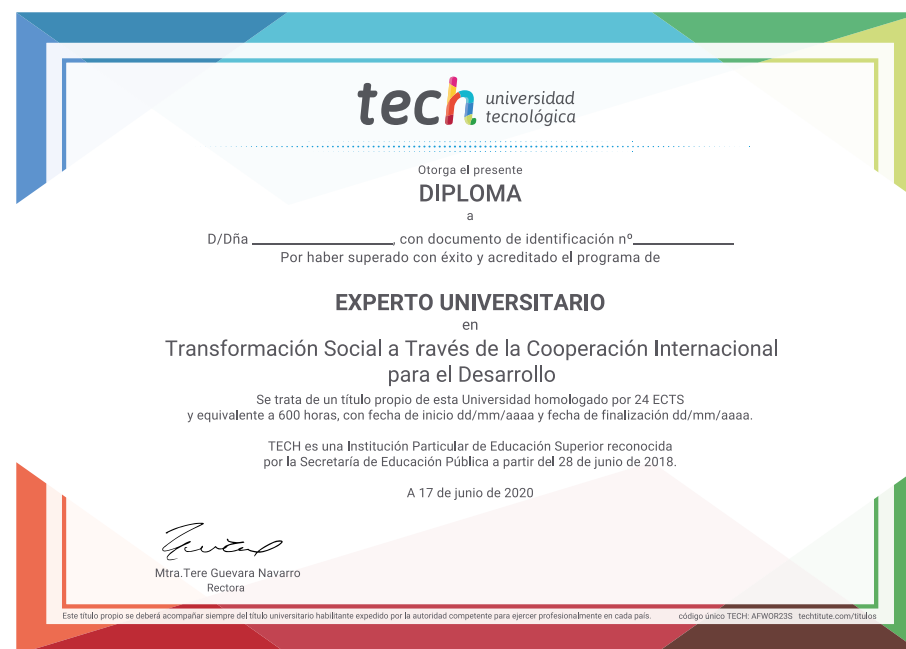 tech universidad
tecnológica
Otorga el presente
DIPLOMA
a
D/Dña ________________, con documento de identificación nº____________
Por haber superado con éxito y acreditado el programa de
EXPERTO UNIVERSITARIO
en
Transformación Social a Través de la Cooperación Internacional
para el Desarrollo
Se trata de un título propio de esta Universidad homologado por 24 ECTS
y equivalente a 600 horas, con fecha de inicio dd/mm/aaaa y fecha de finalización dd/mm/aaaa.
TECH es una Institución Particular de Educación Superior reconocida
por la Secretaría de Educación Pública a partir del 28 de junio de 2018.
A 17 de junio de 2020
Mtra.Tere Guevara Navarro
Rectora
Este título propio se deberá acompañar siempre del título universitario habilitante expedido por la autoridad competente para ejercer profesionalmente en cada país. código único TECH: AFWOR23S techtitute.com/titulos